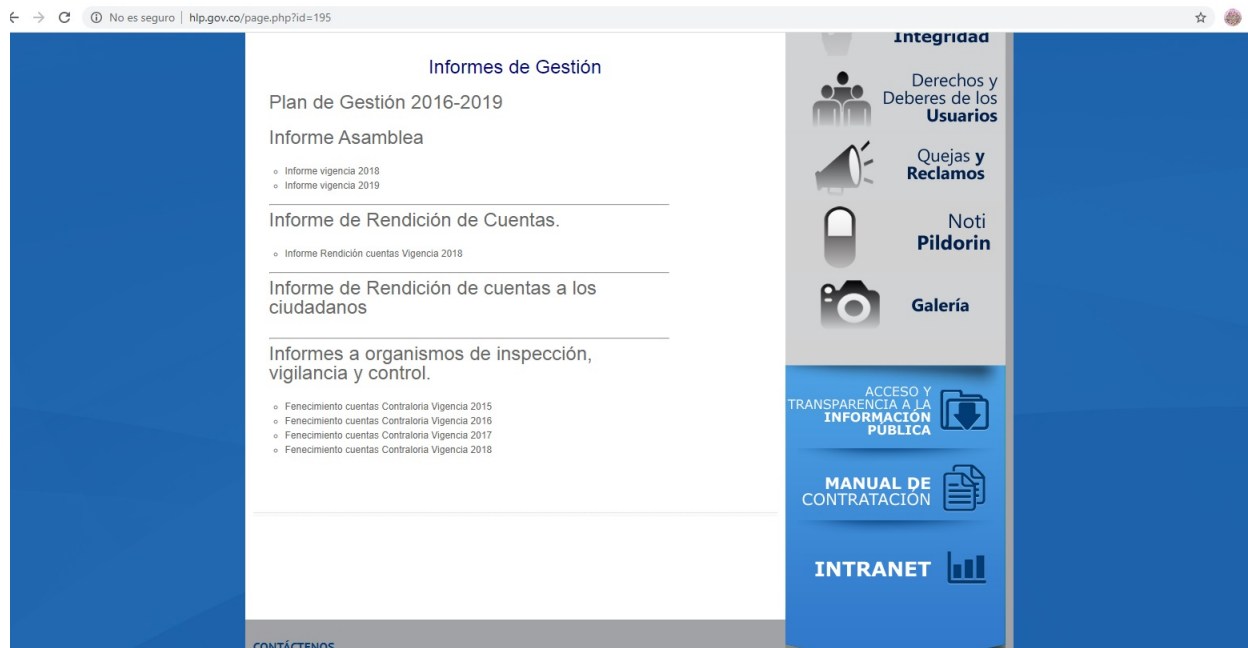 No es seguro | hlp.gov.co/page.php?id=195
Informes de Gestión
Plan de Gestión 2016-2019
Informe Asamblea
Informe vigencia 2018
Informe vigencia 2019
Informe de Rendición de Cuentas.
Informe Rendición cuentas Vigencia 2018
Informe de Rendición de cuentas a los
ciudadanos
Informes a organismos de inspección,
vigilancia y control.
Fenecimiento cuentas Contraloria Vigencia 2015
Fenecimiento cuentas Contraloria Vigencia 2016
Fenecimiento cuentas Contraloria Vigencia 2017
Fenecimiento cuentas Contraloria Vigencia 2018
Integridad
Derechos y
Deberes de los
Usuarios
Quejas y
Reclamos
Noti
Pildorin
Galería
ACCESO Y
TRANSPARENCIA A LA
INFORMACIÓN
PÚBLICA
MANUAL DE
CONTRATACIÓN
INTRANET
CONTÁCTENOS